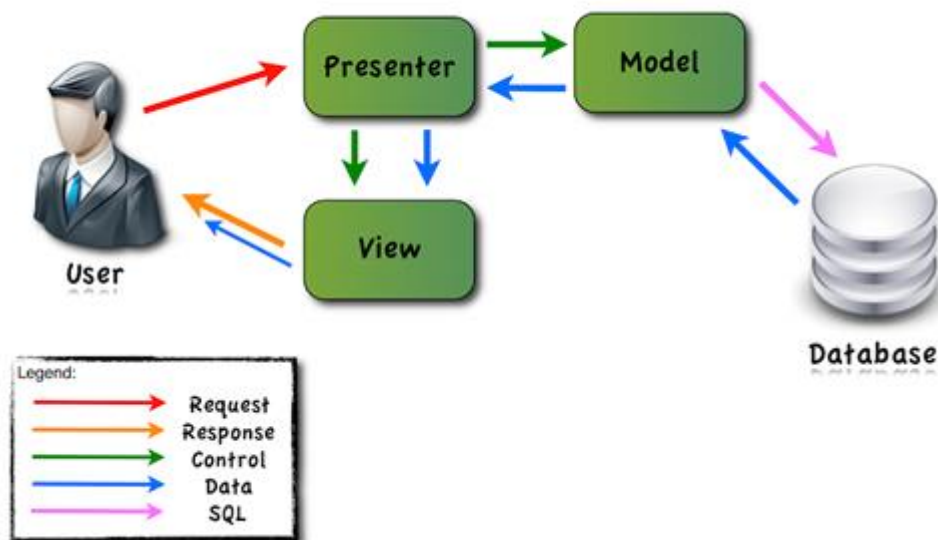 Presenter
Model
View
User
Database
Legend:
Request
Response
Control
Data
SQL